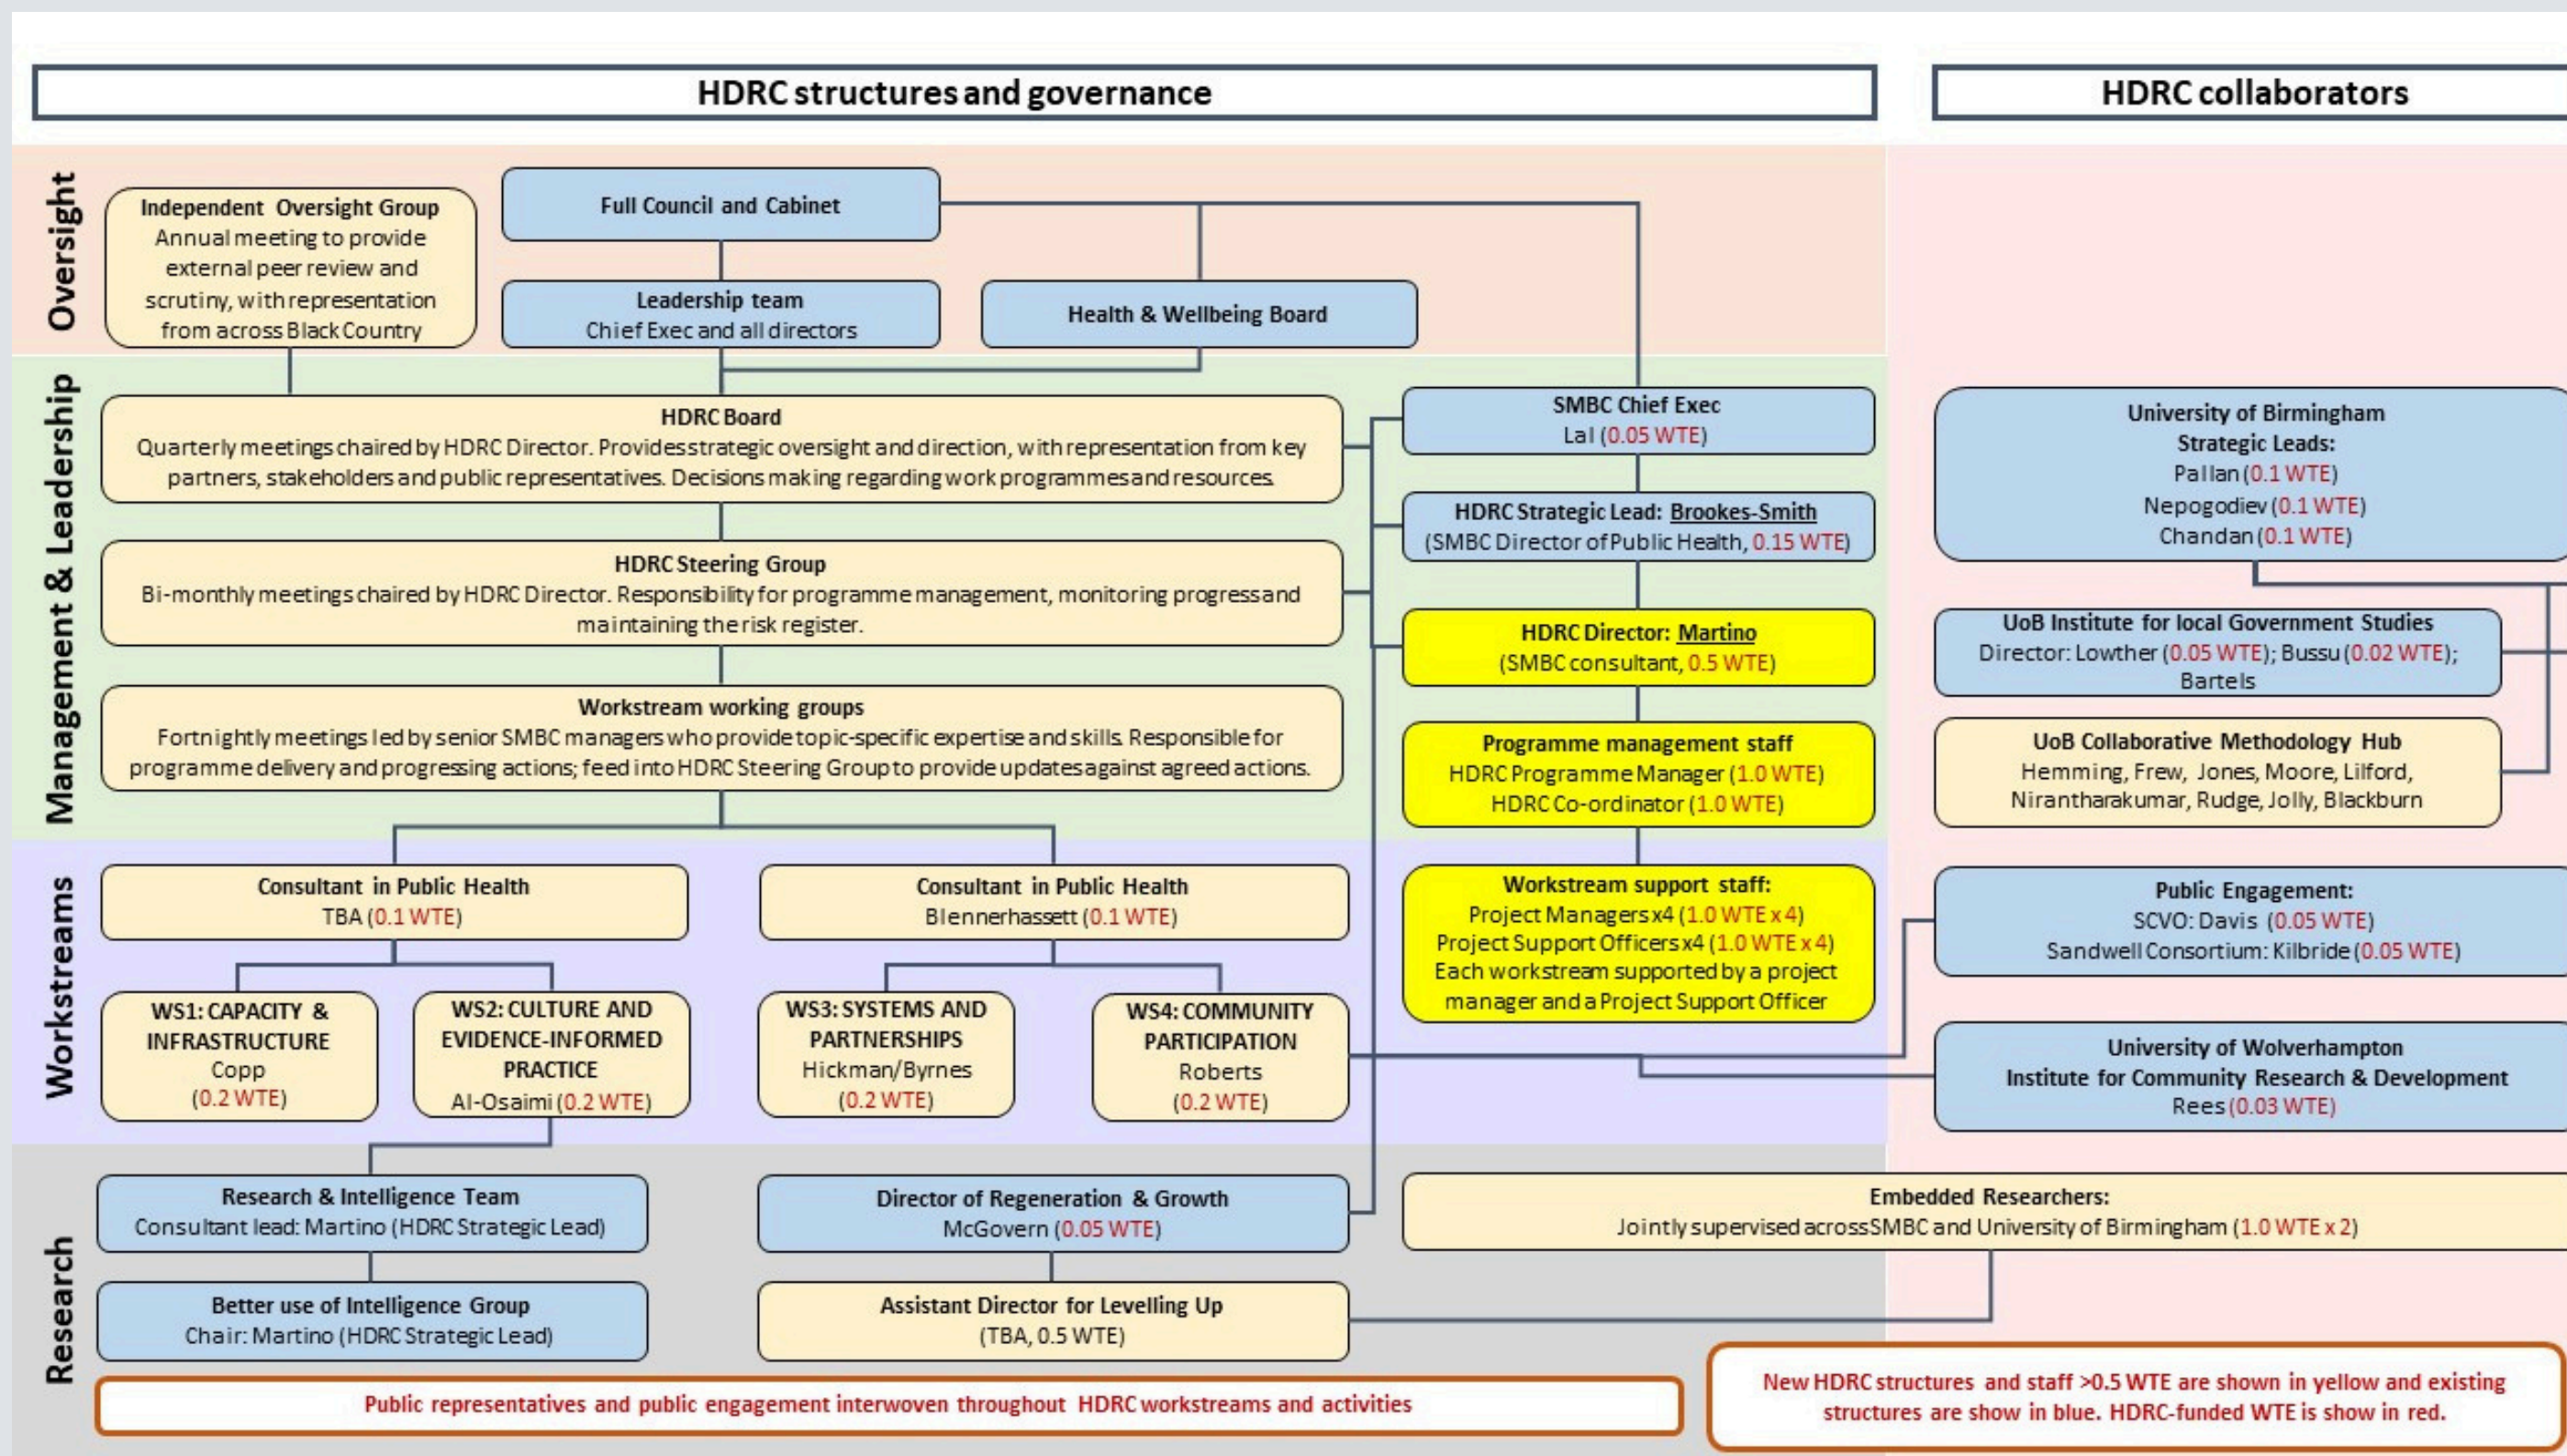 HDRC structures and governance
HDRC collaborators
Oversight
Independent Oversight Group
Annual meeting to provide
external peer review and
scrutiny, with representation
from across Black Country
Full Council and Cabinet
Leadership team
Chief Exec and all directors
Health & Wellbeing Board
Management & Leadership
HDRC Board
Quarterly meetings chaired by HDRC Director. Provides strategic oversight and direction, with representation from key
partners, stakeholders and public representatives. Decisions making regarding work programmes and resources.
HDRC Steering Group
Bi-monthly meetings chaired by HDRC Director. Responsibility for programme management, monitoring progress and
maintaining the risk register.
Workstream working groups
Fortnightly meetings led by senior SMBC managers who provide topic-specific expertise and skills. Responsible for
programme delivery and progressing actions; feed into HDRC Steering Group to provide updates against agreed actions.
SMBC Chief Exec
Lal (0.05 WTE)
HDRC Strategic Lead: Brookes-Smith
(SMBC Director of Public Health, 0.15 WTE)
HDRC Director: Martino
(SMBC consultant, 0.5 WTE)
Programme management staff
HDRC Programme Manager (1.0 WTE)
HDRC Co-ordinator (1.0 WTE)
University of Birmingham
Strategic Leads:
Pallan (0.1 WTE)
Nepogodiev (0.1 WTE)
Chandan (0.1 WTE)
UoB Institute for local Government Studies
Director: Lowther (0.05 WTE); Bussu (0.02 WTE);
Bartels
UoB Collaborative Methodology Hub
Hemming, Frew, Jones, Moore, Lilford,
Nirantharakumar, Rudge, Jolly, Blackburn
Workstreams
Consultant in Public Health
TBA (0.1 WTE)
Consultant in Public Health
Blennerhassett (0.1 WTE)
WS1: CAPACITY &
INFRASTRUCTURE
Copp
(0.2 WTE)
WS2: CULTURE AND
EVIDENCE-INFORMED
PRACTICE
Al-Osaimi (0.2 WTE)
WS3: SYSTEMS AND
PARTNERSHIPS
Hickman/Byrnes
(0.2 WTE)
WS4: COMMUNITY
PARTICIPATION
Roberts
(0.2 WTE)
Workstream support staff:
Project Managers x4 (1.0 WTE x 4)
Project Support Officers x4 (1.0 WTE x 4)
Each workstream supported by a project
manager and a Project Support Officer
Public Engagement:
SCVO: Davis (0.05 WTE)
Sandwell Consortium: Kilbride (0.05 WTE)
University of Wolverhampton
Institute for Community Research & Development
Rees (0.03 WTE)
Research
Research & Intelligence Team
Consultant lead: Martino (HDRC Strategic Lead)
Better use of Intelligence Group
Chair: Martino (HDRC Strategic Lead)
Director of Regeneration & Growth
McGovern (0.05 WTE)
Assistant Director for Levelling Up
(TBA, 0.5 WTE)
Embedded Researchers:
Jointly supervised across SMBC and University of Birmingham (1.0 WTE x 2)
Public representatives and public engagement interwoven throughout HDRC workstreams and activities
New HDRC structures and staff >0.5 WTE are shown in yellow and existing
structures are show in blue. HDRC-funded WTE is show in red.